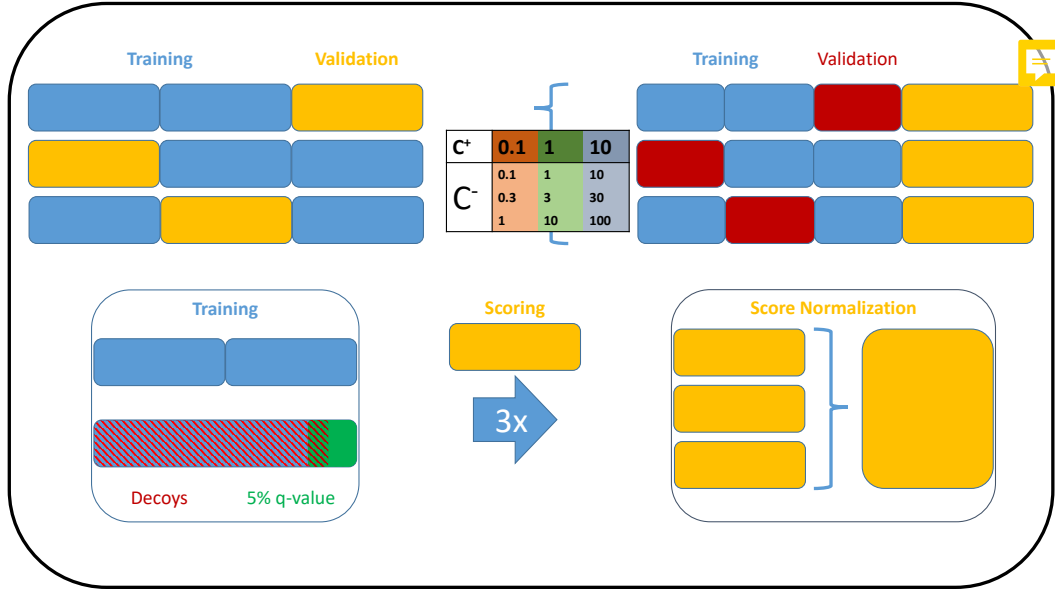 Training Validation
Training Validation
C+ 0.1 1 10
C- 0.1 1 10
0.3 3 30
1 10 100
Training
Scoring
Score Normalization
3x
Decoys 5% q-value